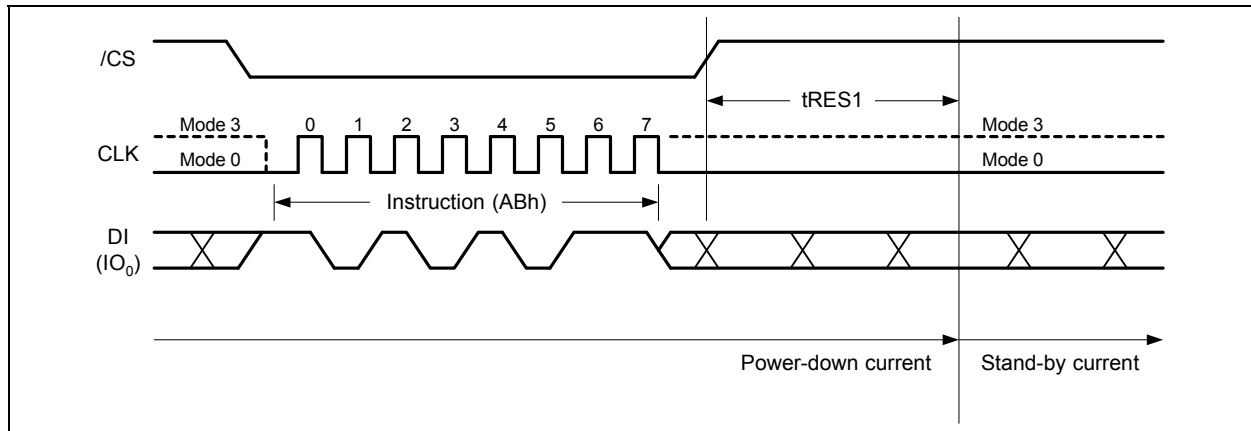 /CS
tRES1
Mode 3 0 1 2 3 4 5 6 7 Mode 3
CLK
Mode 0 Mode 0
Instruction (ABh)
DI
(IO0)
Power-down current Stand-by current